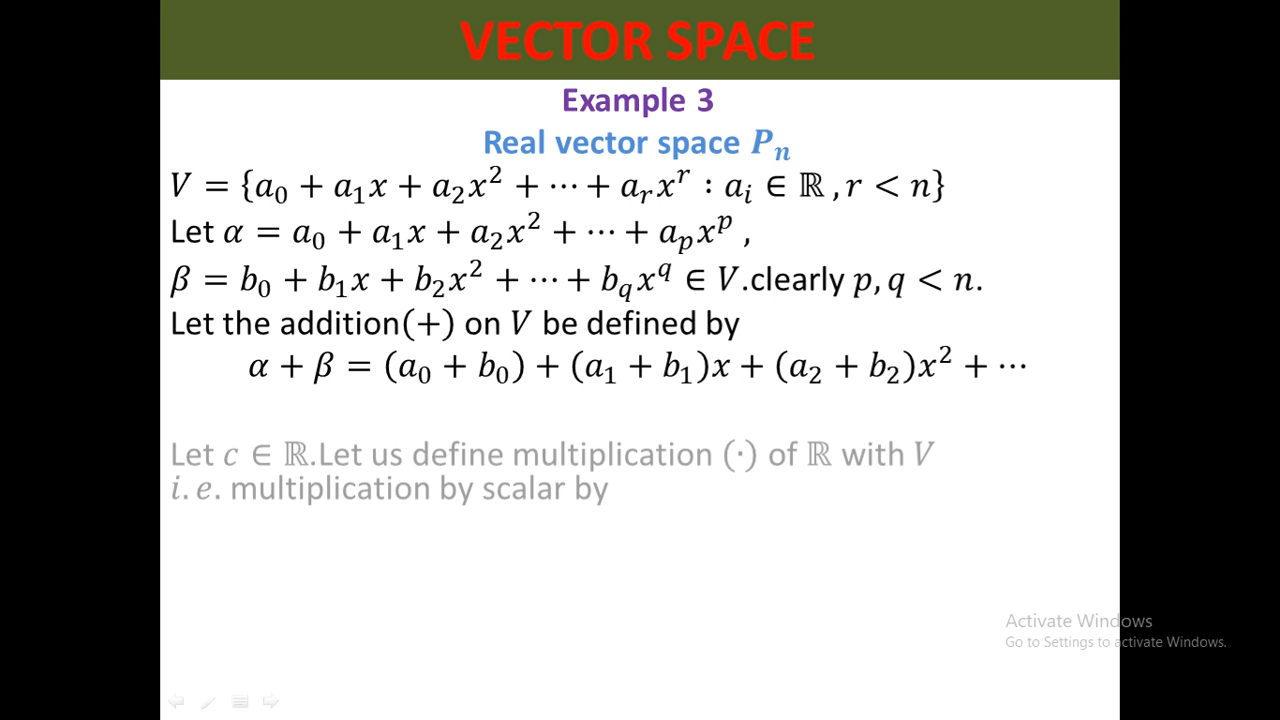 VECTOR SPACE
Example 3
Real vector space Pₙ
V = {a₀ + a₁x + a₂x² + ⋯ + aᵣxʳ : aᵢ ∈ ℝ , r < n}
Let α = a₀ + a₁x + a₂x² + ⋯ + aₚxᵖ ,
β = b₀ + b₁x + b₂x² + ⋯ + b_q x^q ∈ V.clearly p, q < n.
Let the addition(+) on V be defined by
α + β = (a₀ + b₀) + (a₁ + b₁)x + (a₂ + b₂)x² + ⋯
Let c ∈ ℝ.Let us define multiplication (·) of ℝ with V
i. e. multiplication by scalar by
Activate Windows
Go to Settings to activate Windows.